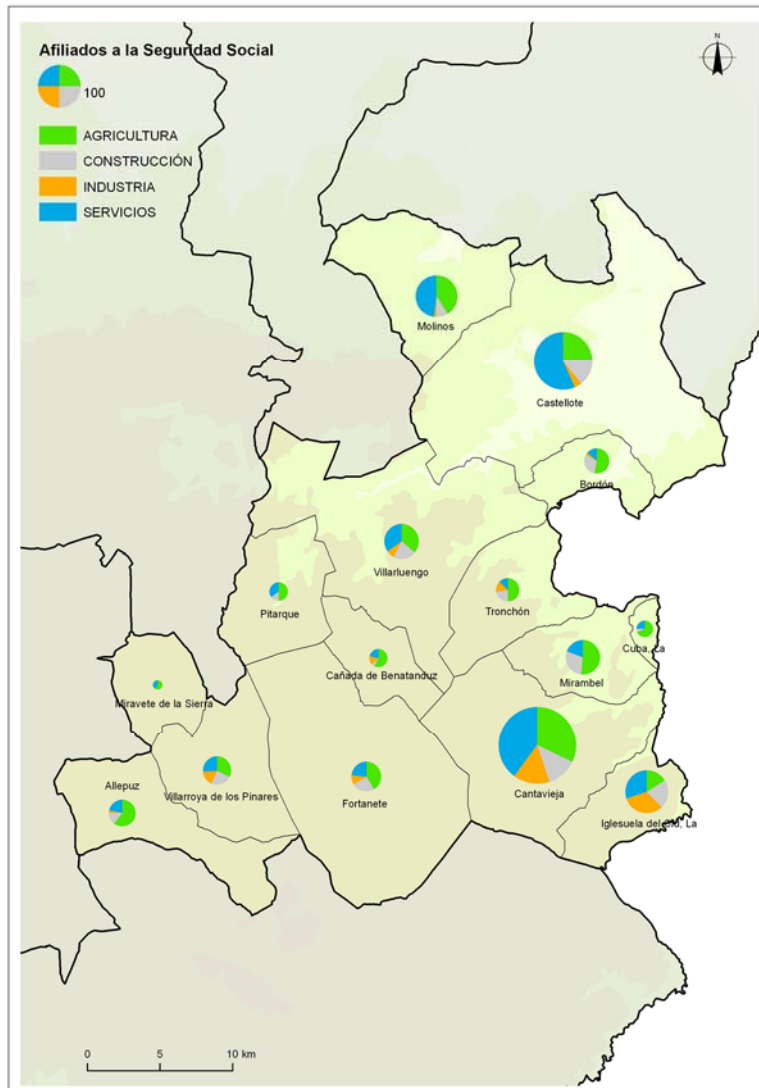 Afiliados a la Seguridad Social
N
100
AGRICULTURA
CONSTRUCCIÓN
INDUSTRIA
SERVICIOS
Molinos
Castellote
Bordón
Villarluengo
Pitarque
Tronchón
Cuba, La
Cañada de Benatanduz
Mirambel
Miravete de la Sierra
Allepuz
Villarroya de los Pinares
Fortanete
Cantavieja
Iglesuela del Cid, La
0 5 10 km